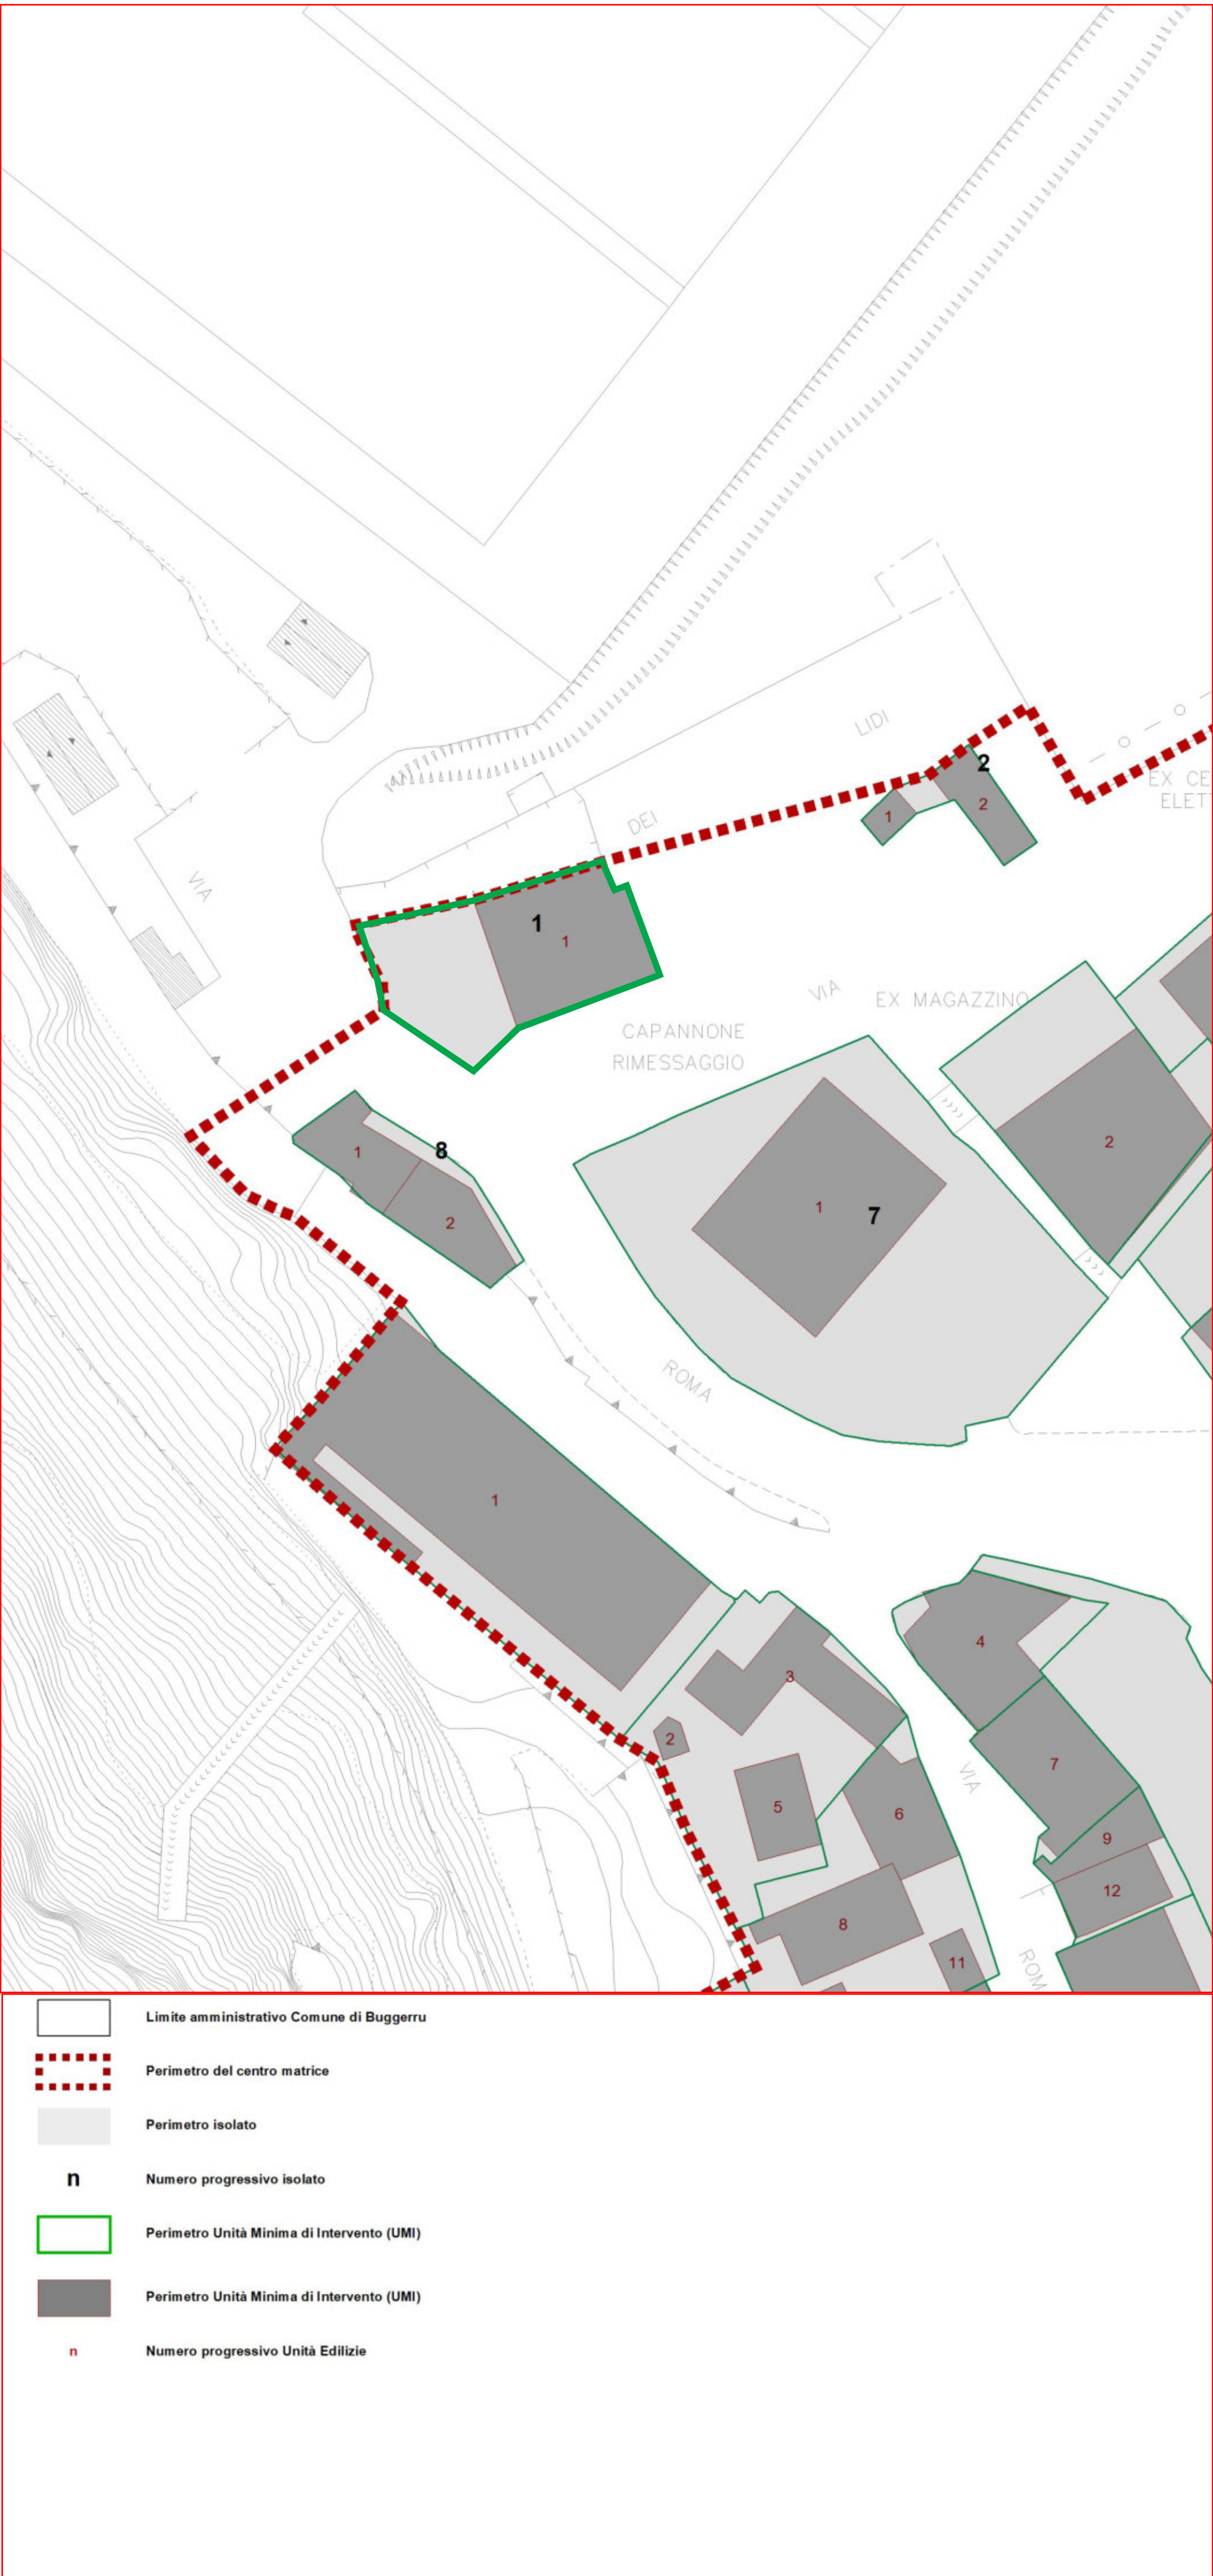 LIDI
2
EX CE
ELET
2
1
DEI
VIA
1
1
VIA
EX MAGAZZINO
CAPANNONE
RIMESSAGGIO
2
8
1
1
7
2
ROMA
1
4
3
2
7
VIA
5
6
9
12
8
11
ROM
Limite amministrativo Comune di Buggerru
Perimetro del centro matrice
Perimetro isolato
n Numero progressivo isolato
Perimetro Unità Minima di Intervento (UMI)
Perimetro Unità Minima di Intervento (UMI)
n Numero progressivo Unità Edilizie